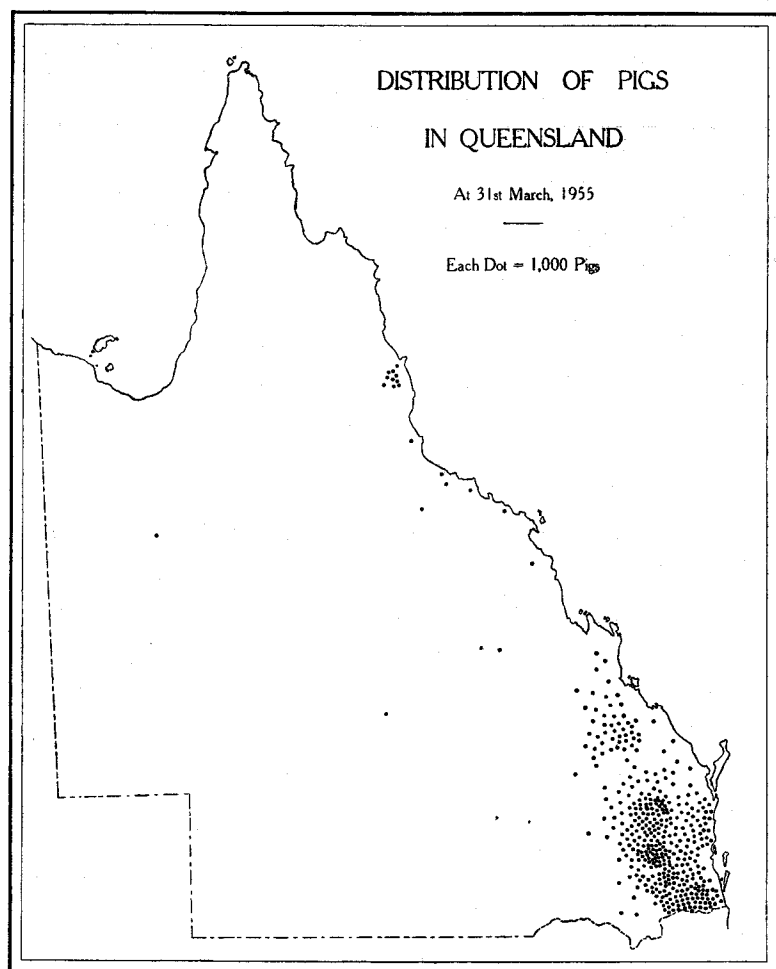 DISTRIBUTION OF PIGS
IN QUEENSLAND
At 31st March, 1955
Each Dot = 1,000 Pigs